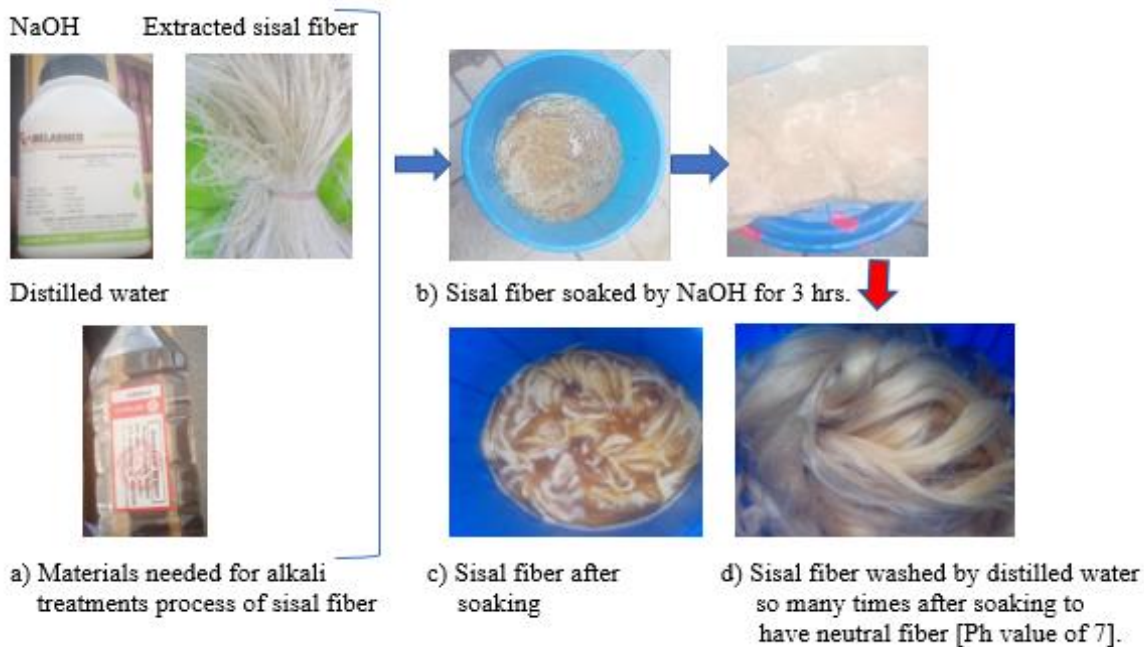 NaOH
Extracted sisal fiber
Distilled water
a) Materials needed for alkali
treatments process of sisal fiber
b) Sisal fiber soaked by NaOH for 3 hrs.
c) Sisal fiber after
soaking
d) Sisal fiber washed by distilled water
so many times after soaking to
have neutral fiber [Ph value of 7].